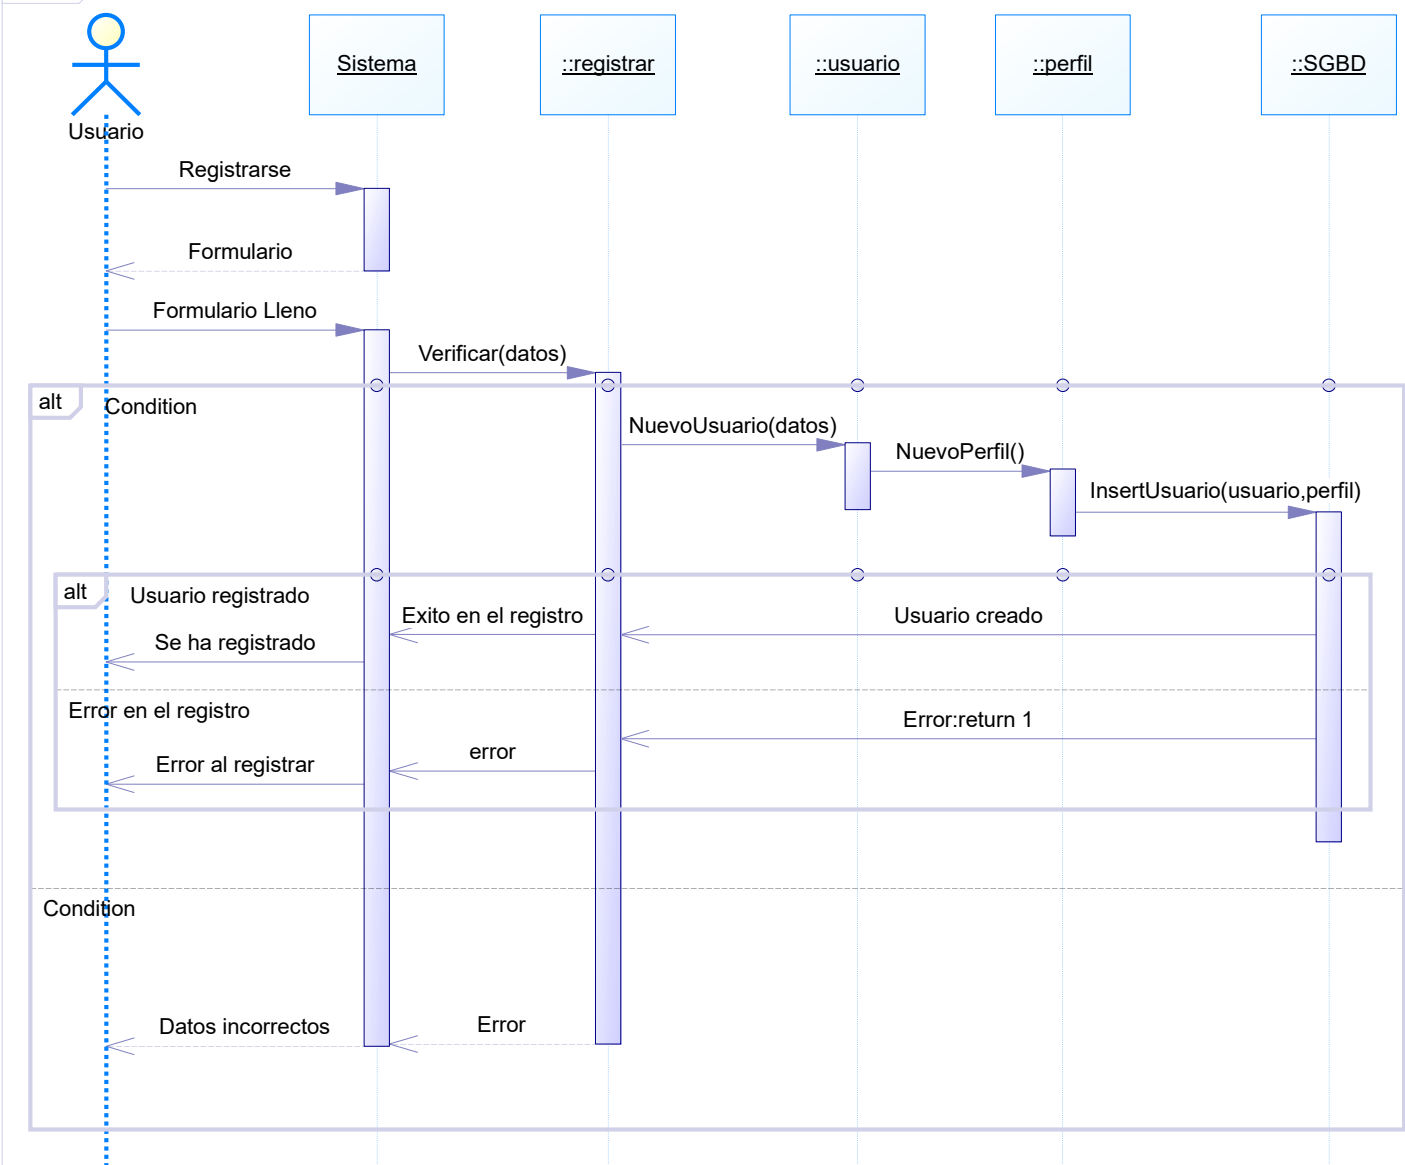 Sistema
::registrar
::usuario
::perfil
::SGBD
Usuario
Registrarse
Formulario
Formulario Lleno
Verificar(datos)
alt
Condition
NuevoUsuario(datos)
NuevoPerfil()
InsertUsuario(usuario,perfil)
alt
Usuario registrado
Exito en el registro
Usuario creado
Se ha registrado
Error en el registro
Error:return 1
error
Error al registrar
Condition
Datos incorrectos
Error